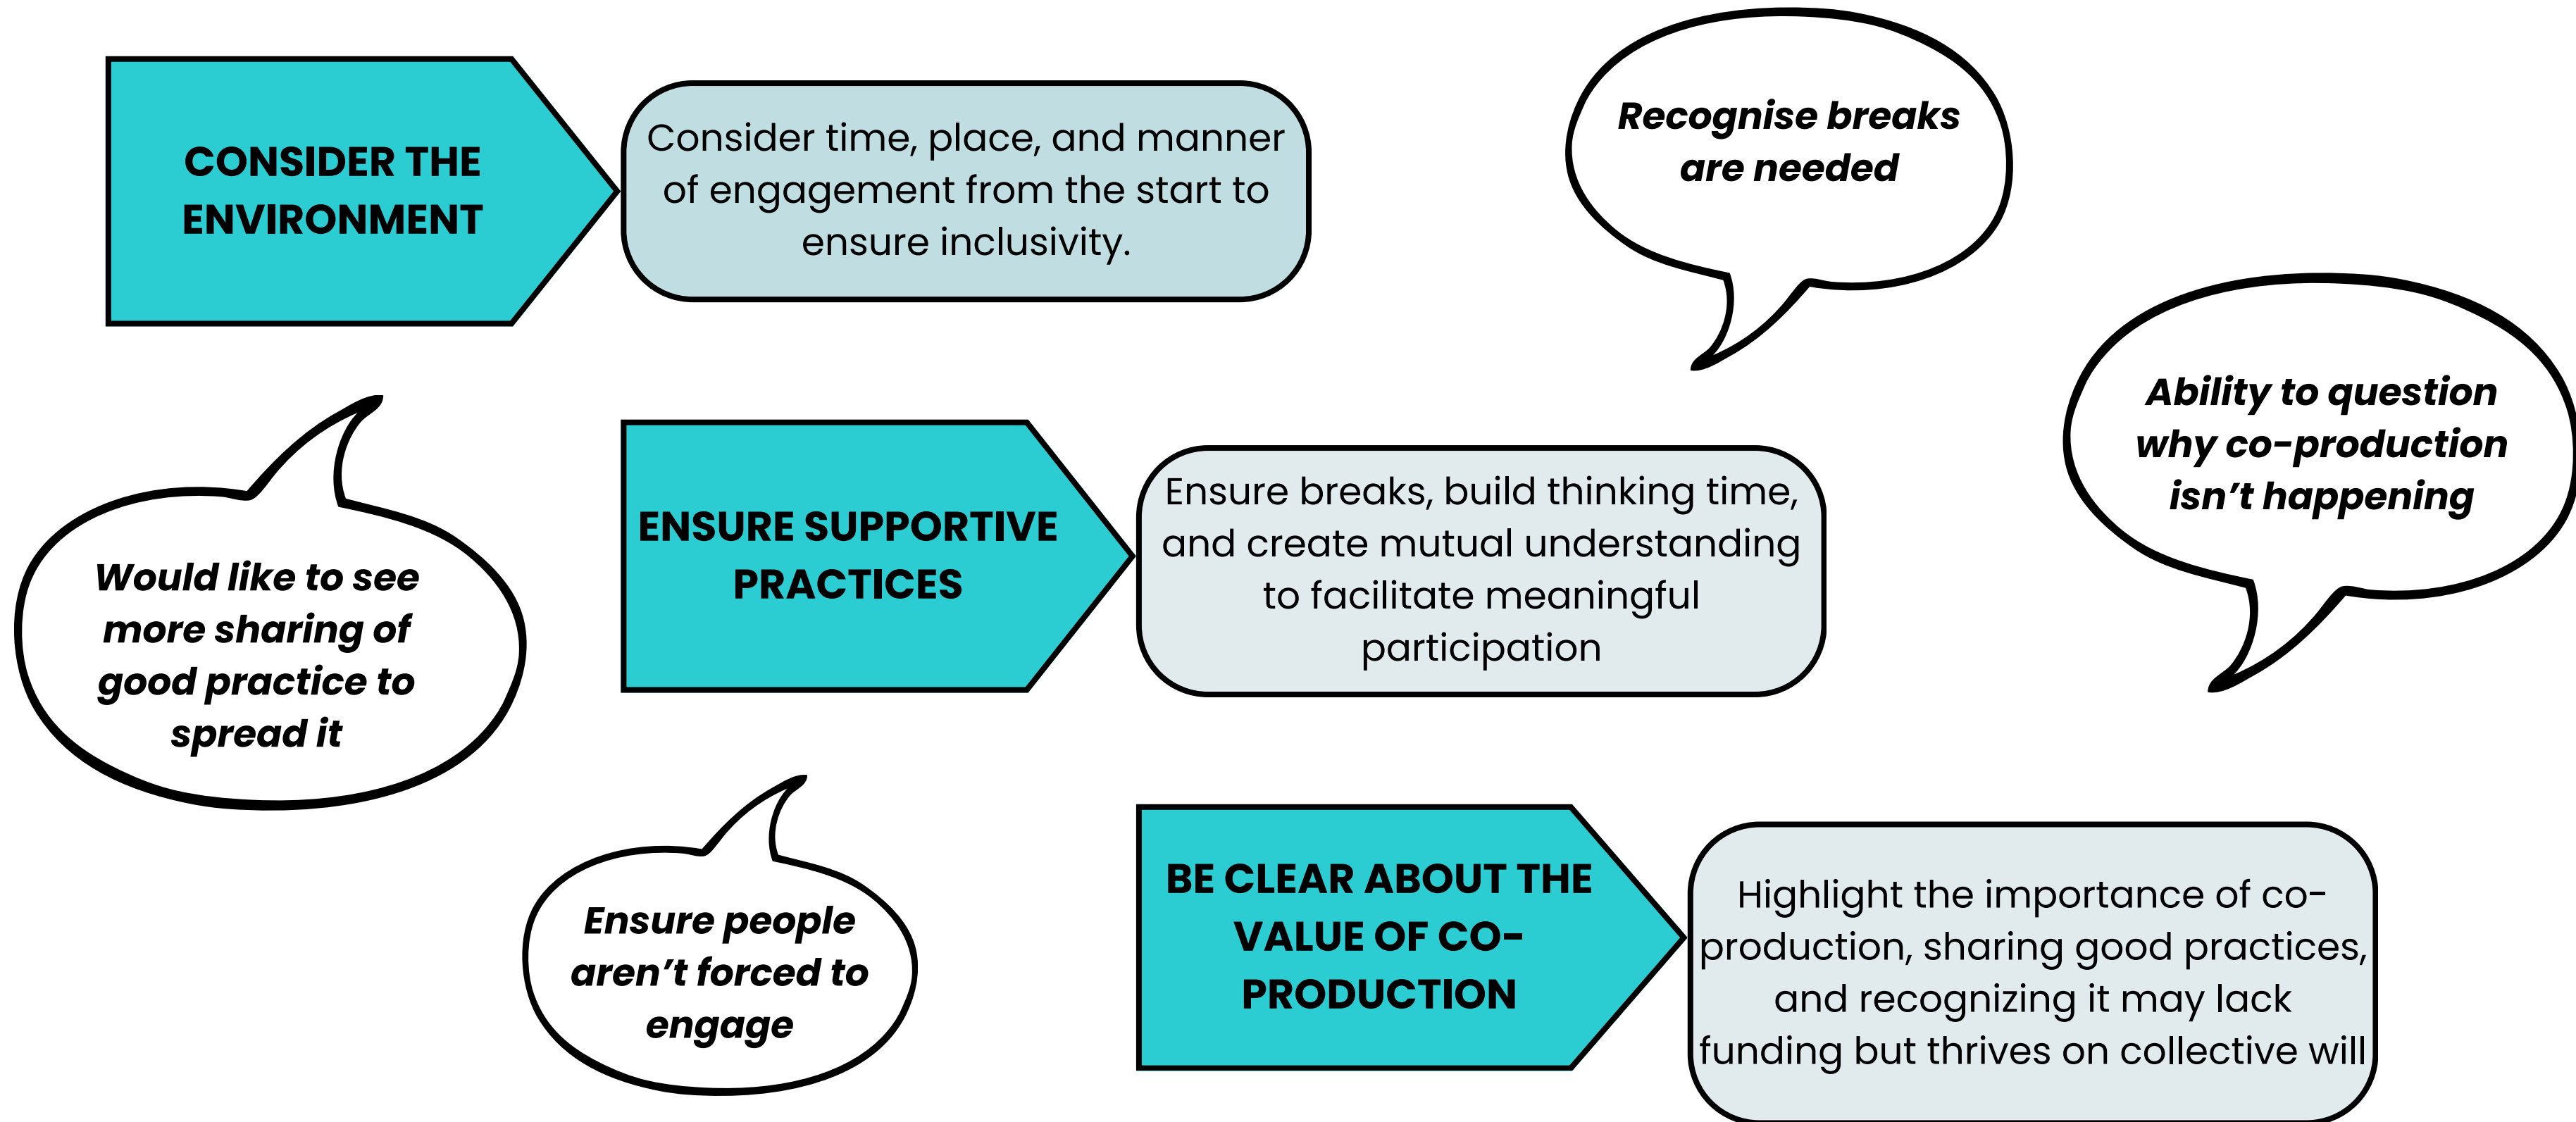 CONSIDER THE
ENVIRONMENT
Consider time, place, and manner
of engagement from the start to
ensure inclusivity.
Recognise breaks
are needed
Ability to question
why co-production
isn't happening
Would like to see
more sharing of
good practice to
spread it
ENSURE SUPPORTIVE
PRACTICES
Ensure breaks, build thinking time,
and create mutual understanding
to facilitate meaningful
participation
Ensure people
aren't forced to
engage
BE CLEAR ABOUT THE
VALUE OF CO-
PRODUCTION
Highlight the importance of co-
production, sharing good practices,
and recognizing it may lack
funding but thrives on collective will